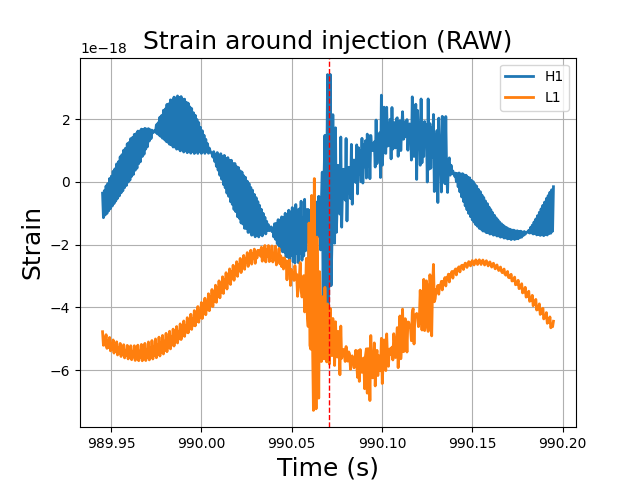 Strain around injection (RAW)
1e−18
H1
L1
2
0
−2
−4
−6
Strain
989.95 990.00 990.05 990.10 990.15 990.20
Time (s)